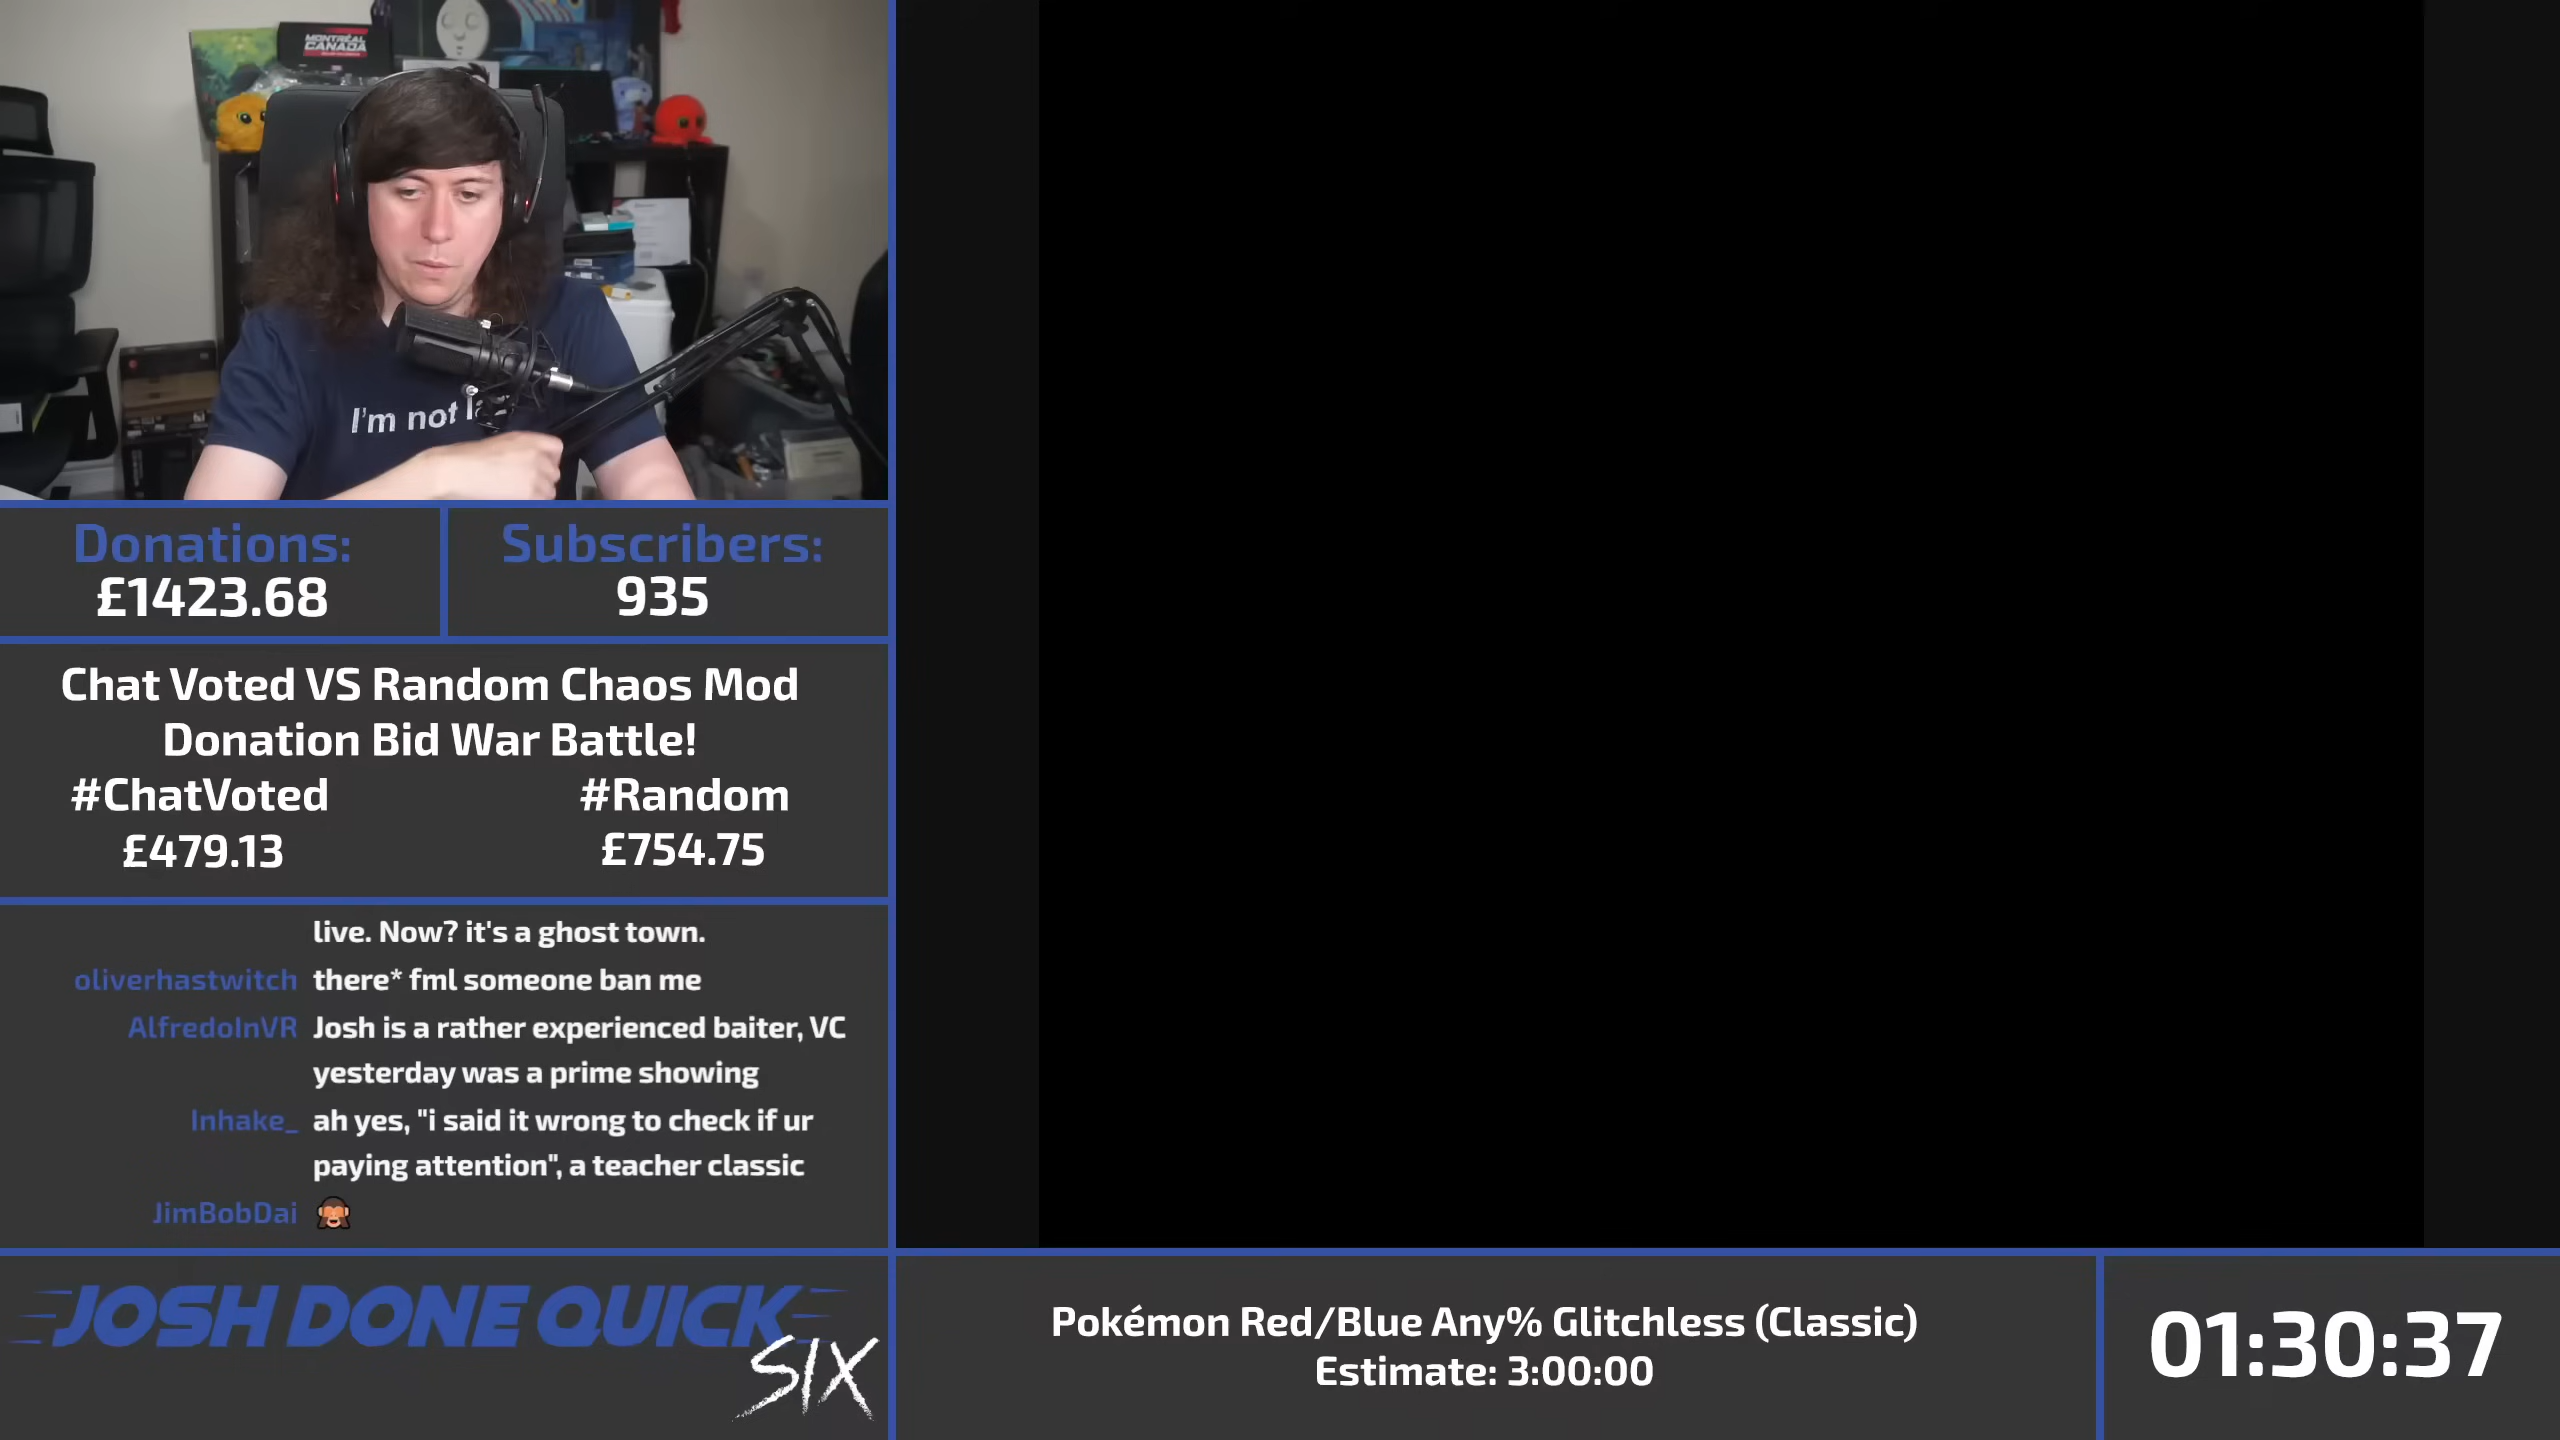 MONTRÉAL
CANADA
I'm not
Donations:
£1423.68
Subscribers:
935
Chat Voted VS Random Chaos Mod
Donation Bid War Battle!
#ChatVoted
£479.13
#Random
£754.75
live. Now? it's a ghost town.
oliverhastwitch there* fml someone ban me
AlfredoInVR Josh is a rather experienced baiter, VC
yesterday was a prime showing
Inhake_ ah yes, "i said it wrong to check if ur
paying attention", a teacher classic
JimBobDai 🙉
JOSH DONE QUICK
SIX
Pokémon Red/Blue Any% Glitchless (Classic)
Estimate: 3:00:00
01:30:37